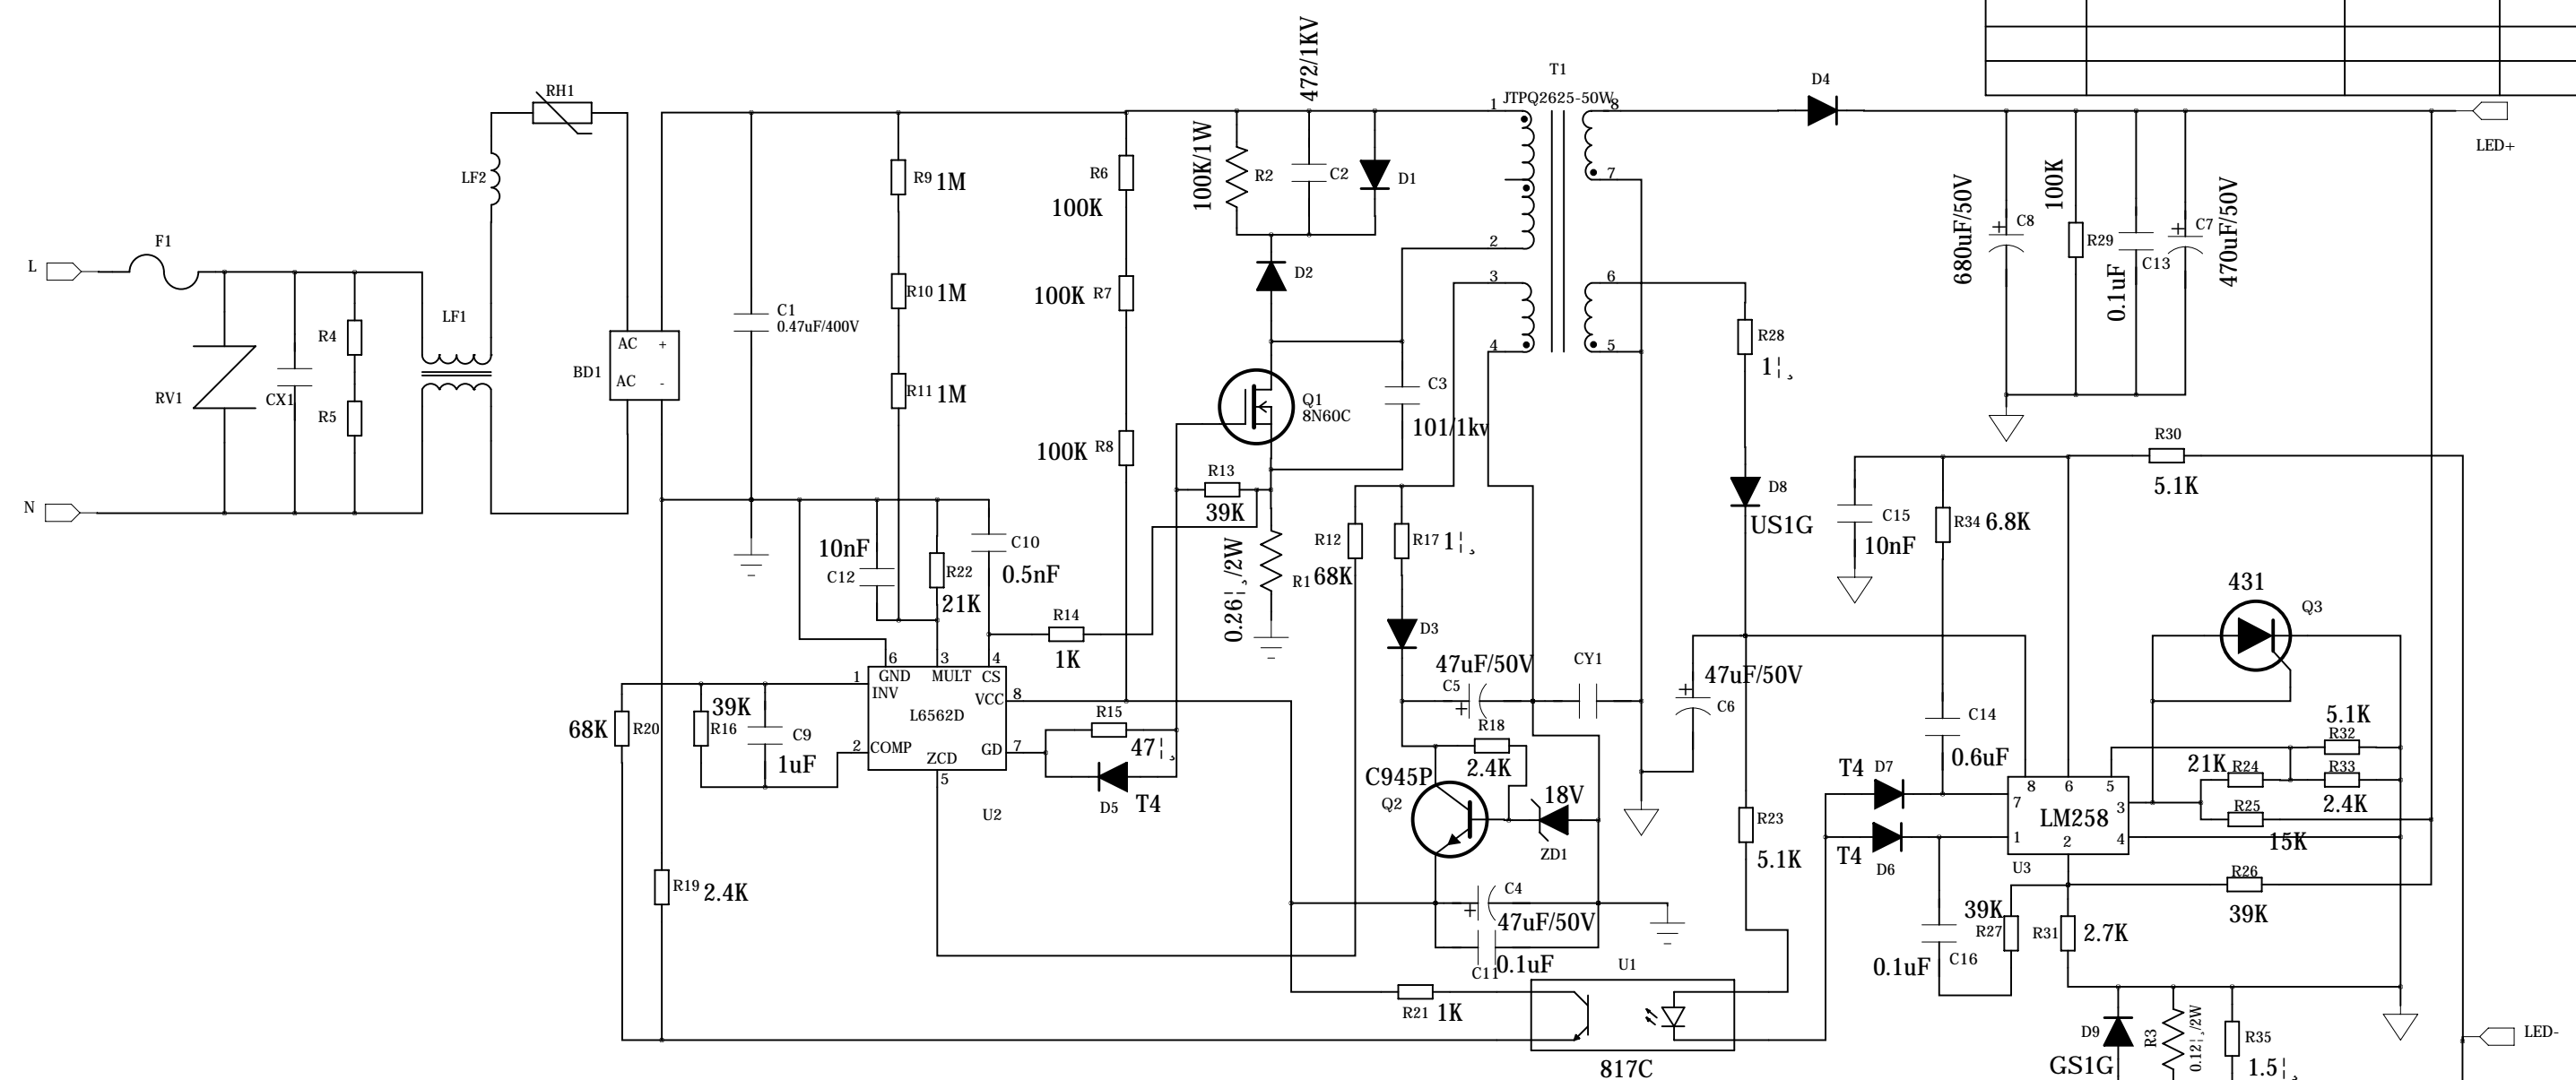 472/1KV
T1
JTPQ2625-50W
D4
LED+
RH1
LF2
F1
L
RV1
CX1
R4
R5
LF1
N
BD1
AC +
AC -
C1
0.47uF/400V
R9 1M
R10 1M
R11 1M
R6
100K
100K R7
100K R8
100K/1W
R2
C2
D1
D2
1
2
3
4
8
7
6
5
Q1
8N60C
C3
101/1kv
R13
39K
R1
0.26¦¸/2W
R12
68K
R17 1¦¸
D3
R28
1¦¸
D8
US1G
680uF/50V
C8
100K
R29
0.1uF
C13
C7
470uF/50V
R30
5.1K
C15
10nF
R34 6.8K
431
Q3
10nF
C12
R22
21K
C10
0.5nF
R14
1K
6 3 4
GND MULT CS
1
INV
VCC 8
L6562D
2
COMP
GD 7
ZCD
5
U2
68K R20
39K
R16
C9
1uF
R15
47¦¸
D5 T4
R19 2.4K
47uF/50V
C5
CY1
R18
2.4K
C945P
Q2
18V
ZD1
C4
47uF/50V
C11
0.1uF
47uF/50V
C6
R23
5.1K
C14
0.6uF
T4 D7
T4 D6
8 6 5
7
3
LM258
1
2
4
U3
5.1K
R32
21K R24
R33
2.4K
R25
15K
R26
39K
39K
R27
R31 2.7K
0.1uF C16
U1
R21 1K
817C
D9
GS1G
R3
0.12¦¸/2W
R35
1.5¦¸
LED-